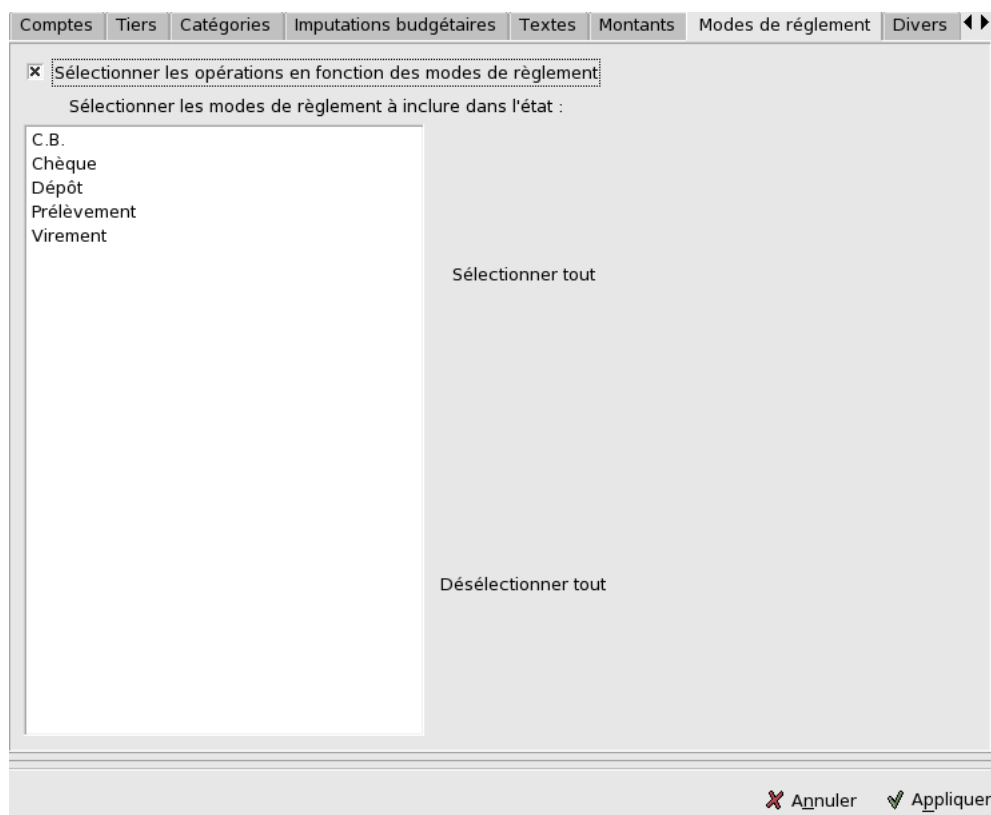 Comptes Tiers Catégories Imputations budgétaires Textes Montants Modes de réglement Divers
Sélectionner les opérations en fonction des modes de règlement
Sélectionner les modes de règlement à inclure dans l'état :
C.B.
Chèque
Dépôt
Prélèvement
Virement
Sélectionner tout
Désélectionner tout
Annuler Appliquer